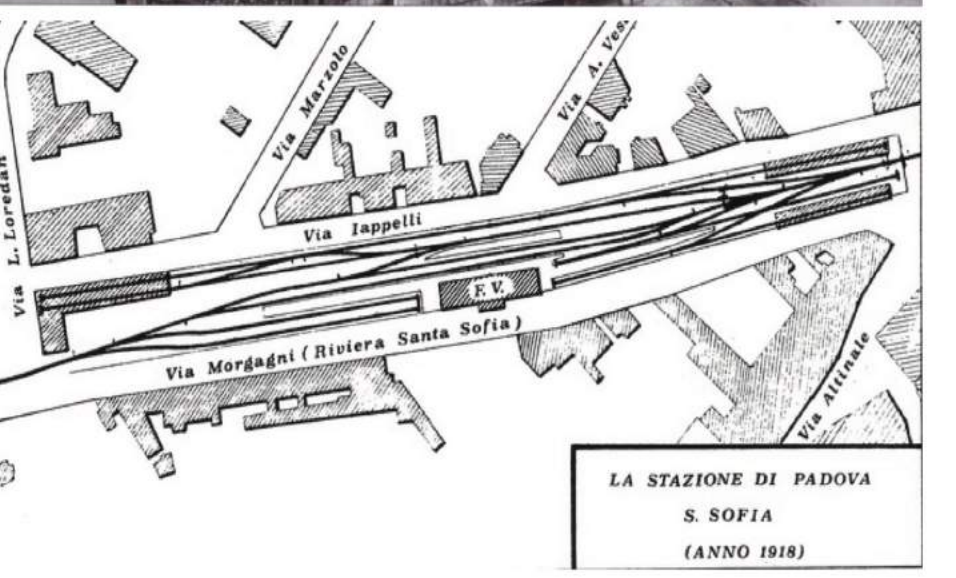 Via L. Loredan
Via Marzolo
Via A. Ves
Via Iappelli
F. V.
Via Morgagni (Riviera Santa Sofia)
Via Altinale
LA STAZIONE DI PADOVA
S. SOFIA
(ANNO 1918)